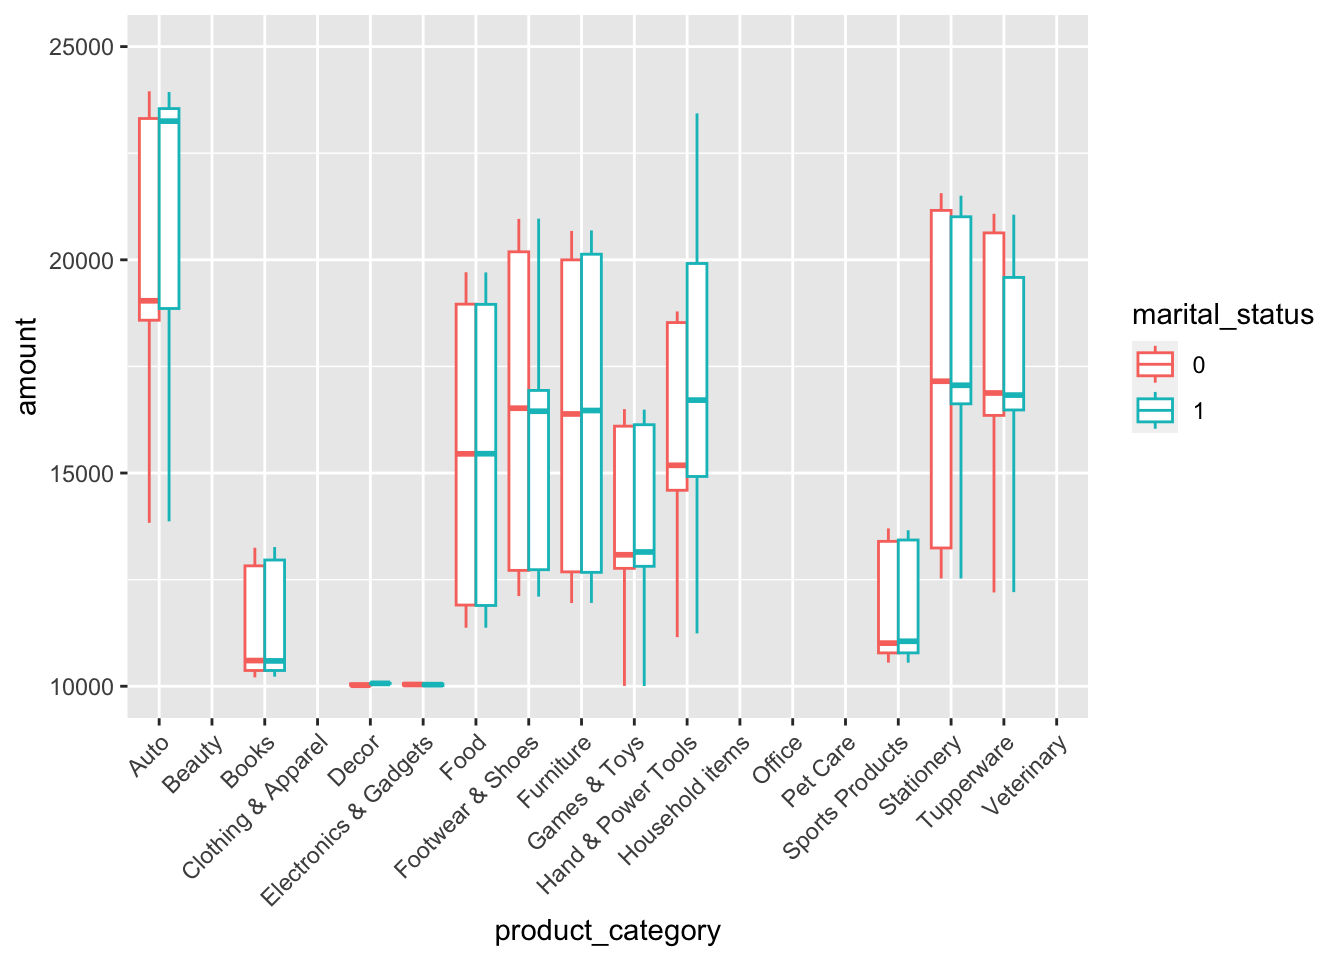 25000
20000
15000
10000
amount
Auto
Beauty
Books
Clothing & Apparel
Decor
Electronics & Gadgets
Food
Footwear & Shoes
Furniture
Games & Toys
Hand & Power Tools
Household items
Office
Pet Care
Sports Products
Stationery
Tupperware
Veterinary
product_category
marital_status
0
1